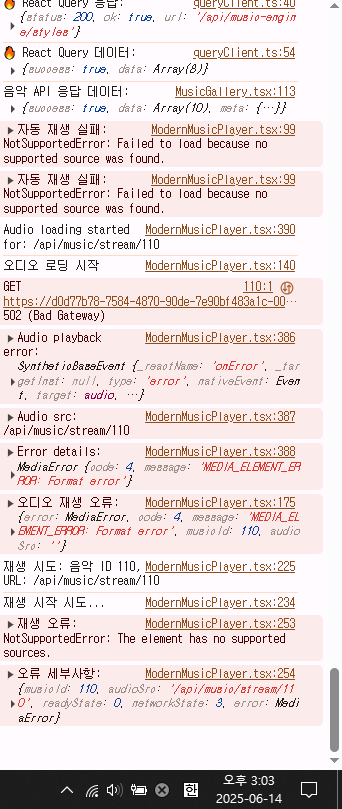 🔥 React Query 응답: queryClient.ts:40
{status: 200, ok: true, url: '/api/music-engin
e/styles'}
🔥 React Query 데이터: queryClient.ts:54
{success: true, data: Array(8)}
음악 API 응답 데이터: MusicGallery.tsx:113
{success: true, data: Array(10), meta: {…}}
자동 재생 실패: ModernMusicPlayer.tsx:99
NotSupportedError: Failed to load because no
supported source was found.
자동 재생 실패: ModernMusicPlayer.tsx:99
NotSupportedError: Failed to load because no
supported source was found.
Audio loading started ModernMusicPlayer.tsx:390
for: /api/music/stream/110
오디오 로딩 시작 ModernMusicPlayer.tsx:140
GET 110:1
https://d0d77b78-7584-4870-90de-7e90bf483a1c-00…
502 (Bad Gateway)
Audio playback ModernMusicPlayer.tsx:386
error:
SyntheticBaseEvent {_reactName: 'onError', _tar
getInst: null, type: 'error', nativeEvent: Even
t, target: audio, …}
Audio src: ModernMusicPlayer.tsx:387
/api/music/stream/110
Error details: ModernMusicPlayer.tsx:388
MediaError {code: 4, message: 'MEDIA_ELEMENT_ER
ROR: Format error'}
오디오 재생 오류: ModernMusicPlayer.tsx:175
{error: MediaError, code: 4, message: 'MEDIA_EL
EMENT_ERROR: Format error', musicId: 110, audio
Src: ''}
재생 시도: 음악 ID 110, ModernMusicPlayer.tsx:225
URL: /api/music/stream/110
재생 시작 시도... ModernMusicPlayer.tsx:234
재생 오류: ModernMusicPlayer.tsx:253
NotSupportedError: The element has no supported
sources.
오류 세부사항: ModernMusicPlayer.tsx:254
{musicId: 110, audioSrc: '/api/music/stream/11
0', readyState: 0, networkState: 3, error: Medi
aError}
한
오후 3:03
2025-06-14